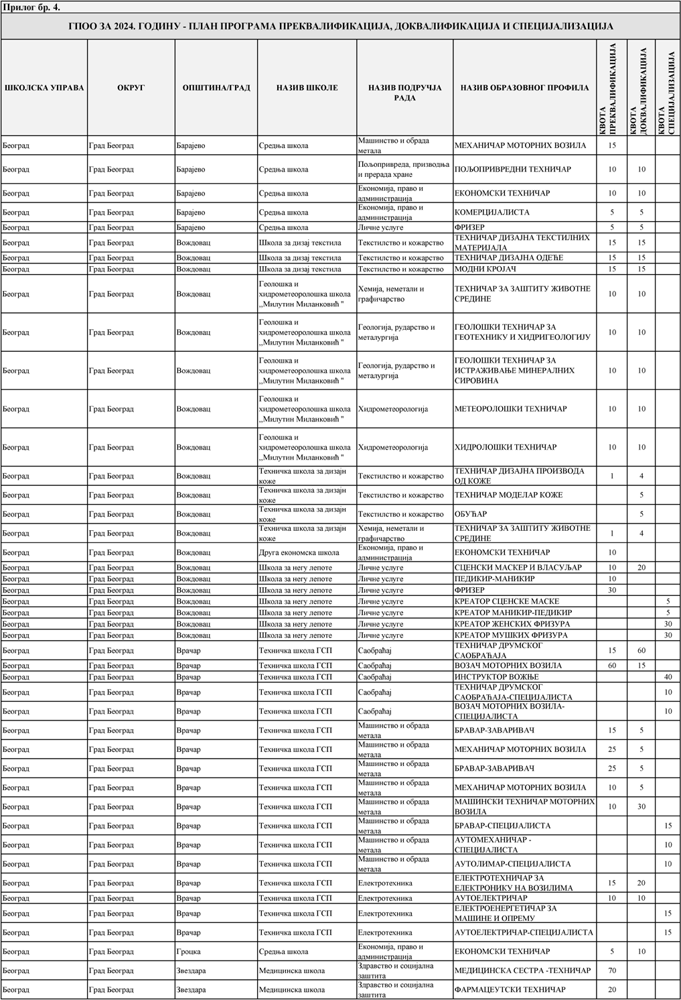 Прилог бр. 4.
ГПОО ЗА 2024. ГОДИНУ - ПЛАН ПРОГРАМА ПРЕКВАЛИФИКАЦИЈА, ДОКВАЛИФИКАЦИЈА И СПЕЦИЈАЛИЗАЦИЈА
ШКОЛСКА УПРАВА ОКРУГ ОПШТИНА/ГРАД НАЗИВ ШКОЛЕ НАЗИВ ПОДРУЧЈА РАДА НАЗИВ ОБРАЗОВНОГ ПРОФИЛА КВОТА ПРЕКВАЛИФИКАЦИЈА КВОТА ДОКВАЛИФИКАЦИЈА КВОТА СПЕЦИЈАЛИЗАЦИЈА
Београд Град Београд Барајево Средња школа Машинство и обрада метала МЕХАНИЧАР МОТОРНИХ ВОЗИЛА 15
Београд Град Београд Барајево Средња школа Пољопривреда, призводња и прерада хране ПОЉОПРИВРЕДНИ ТЕХНИЧАР 10 10
Београд Град Београд Барајево Средња школа Економија, право и администрација ЕКОНОМСКИ ТЕХНИЧАР 10 10
Београд Град Београд Барајево Средња школа Економија, право и администрација КОМЕРЦИЈАЛИСТА 5 5
Београд Град Београд Барајево Средња школа Личне услуге ФРИЗЕР 5 5
Београд Град Београд Вождовац Школа за дизај текстила Текстилство и кожарство ТЕХНИЧАР ДИЗАЈНА ТЕКСТИЛНИХ МАТЕРИЈАЛА 15 15
Београд Град Београд Вождовац Школа за дизај текстила Текстилство и кожарство ТЕХНИЧАР ДИЗАЈНА ОДЕЋЕ 15 15
Београд Град Београд Вождовац Школа за дизај текстила Текстилство и кожарство МОДНИ КРОЈАЧ 15 15
Београд Град Београд Вождовац Геолошка и хидрометеоролошка школа ,,Милутин Миланковић " Хемија, неметали и графичарство ТЕХНИЧАР ЗА ЗАШТИТУ ЖИВОТНЕ СРЕДИНЕ 10 10
Београд Град Београд Вождовац Геолошка и хидрометеоролошка школа ,,Милутин Миланковић " Геологија, рударство и металургија ГЕОЛОШКИ ТЕХНИЧАР ЗА ГЕОТЕХНИКУ И ХИДРИГЕОЛОГИЈУ 10 10
Београд Град Београд Вождовац Геолошка и хидрометеоролошка школа ,,Милутин Миланковић " Геологија, рударство и металургија ГЕОЛОШКИ ТЕХНИЧАР ЗА ИСТРАЖИВАЊЕ МИНЕРАЛНИХ СИРОВИНА 10 10
Београд Град Београд Вождовац Геолошка и хидрометеоролошка школа ,,Милутин Миланковић " Хидрометеорологија МЕТЕОРОЛОШКИ ТЕХНИЧАР 10 10
Београд Град Београд Вождовац Геолошка и хидрометеоролошка школа ,,Милутин Миланковић " Хидрометеорологија ХИДРОЛОШКИ ТЕХНИЧАР 10 10
Београд Град Београд Вождовац Техничка школа за дизајн коже Текстилство и кожарство ТЕХНИЧАР ДИЗАЈНА ПРОИЗВОДА ОД КОЖЕ 1 4
Београд Град Београд Вождовац Техничка школа за дизајн коже Текстилство и кожарство ТЕХНИЧАР МОДЕЛАР КОЖЕ 5
Београд Град Београд Вождовац Техничка школа за дизајн коже Текстилство и кожарство ОБУЋАР 5
Београд Град Београд Вождовац Техничка школа за дизајн коже Хемија, неметали и графичарство ТЕХНИЧАР ЗА ЗАШТИТУ ЖИВОТНЕ СРЕДИНЕ 1 4
Београд Град Београд Вождовац Друга економска школа Економија, право и администрација ЕКОНОМСКИ ТЕХНИЧАР 10
Београд Град Београд Вождовац Школа за негу лепоте Личне услуге СЦЕНСКИ МАСКЕР И ВЛАСУЉАР 10 20
Београд Град Београд Вождовац Школа за негу лепоте Личне услуге ПЕДИКИР-МАНИКИР 10
Београд Град Београд Вождовац Школа за негу лепоте Личне услуге ФРИЗЕР 30
Београд Град Београд Вождовац Школа за негу лепоте Личне услуге КРЕАТОР СЦЕНСКЕ МАСКЕ 5
Београд Град Београд Вождовац Школа за негу лепоте Личне услуге КРЕАТОР МАНИКИР-ПЕДИКИР 5
Београд Град Београд Вождовац Школа за негу лепоте Личне услуге КРЕАТОР ЖЕНСКИХ ФРИЗУРА 30
Београд Град Београд Вождовац Школа за негу лепоте Личне услуге КРЕАТОР МУШКИХ ФРИЗУРА 30
Београд Град Београд Врачар Техничка школа ГСП Саобраћај ТЕХНИЧАР ДРУМСКОГ САОБРАЋАЈА 15 60
Београд Град Београд Врачар Техничка школа ГСП Саобраћај ВОЗАЧ МОТОРНИХ ВОЗИЛА 60 15
Београд Град Београд Врачар Техничка школа ГСП Саобраћај ИНСТРУКТОР ВОЖЊЕ 40
Београд Град Београд Врачар Техничка школа ГСП Саобраћај ТЕХНИЧАР ДРУМСКОГ САОБРАЋАЈА-СПЕЦИЈАЛИСТА 10
Београд Град Београд Врачар Техничка школа ГСП Саобраћај ВОЗАЧ МОТОРНИХ ВОЗИЛА-СПЕЦИЈАЛИСТА 10
Београд Град Београд Врачар Техничка школа ГСП Машинство и обрада метала БРАВАР-ЗАВАРИВАЧ 15 5
Београд Град Београд Врачар Техничка школа ГСП Машинство и обрада метала МЕХАНИЧАР МОТОРНИХ ВОЗИЛА 25 5
Београд Град Београд Врачар Техничка школа ГСП Машинство и обрада метала БРАВАР-ЗАВАРИВАЧ 25 5
Београд Град Београд Врачар Техничка школа ГСП Машинство и обрада метала МЕХАНИЧАР МОТОРНИХ ВОЗИЛА 10 5
Београд Град Београд Врачар Техничка школа ГСП Машинство и обрада метала МАШИНСКИ ТЕХНИЧАР МОТОРНИХ ВОЗИЛА 10 30
Београд Град Београд Врачар Техничка школа ГСП Машинство и обрада метала БРАВАР-СПЕЦИЈАЛИСТА 15
Београд Град Београд Врачар Техничка школа ГСП Машинство и обрада метала АУТОМЕХАНИЧАР - СПЕЦИЈАЛИСТА 10
Београд Град Београд Врачар Техничка школа ГСП Машинство и обрада метала АУТОЛИМАР-СПЕЦИЈАЛИСТА 10
Београд Град Београд Врачар Техничка школа ГСП Електротехника ЕЛЕКТРОТЕХНИЧАР ЗА ЕЛЕКТРОНИКУ НА ВОЗИЛИМА 15 20
Београд Град Београд Врачар Техничка школа ГСП Електротехника АУТОЕЛЕКТРИЧАР 10 10
Београд Град Београд Врачар Техничка школа ГСП Електротехника ЕЛЕКТРОЕНЕРГЕТИЧАР ЗА МАШИНЕ И ОПРЕМУ 15
Београд Град Београд Врачар Техничка школа ГСП Електротехника АУТОЕЛЕКТРИЧАР-СПЕЦИЈАЛИСТА 15
Београд Град Београд Гроцка Средња школа Економија, право и администрација ЕКОНОМСКИ ТЕХНИЧАР 5 10
Београд Град Београд Звездара Медицинска школа Здравство и социјална заштита МЕДИЦИНСКА СЕСТРА -ТЕХНИЧАР 70
Београд Град Београд Звездара Медицинска школа Здравство и социјална заштита ФАРМАЦЕУТСКИ ТЕХНИЧАР 20